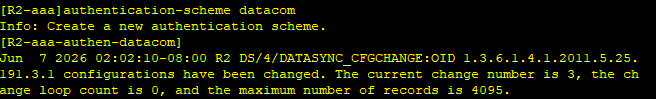 [R2-aaa]authentication-scheme datacom
Info: Create a new authentication scheme.
[R2-aaa-authen-datacom]
Jun  7 2026 02:02:10-08:00 R2 DS/4/DATASYNC_CFGCHANGE:OID 1.3.6.1.4.1.2011.5.25.
191.3.1 configurations have been changed. The current change number is 3, the ch
ange loop count is 0, and the maximum number of records is 4095.